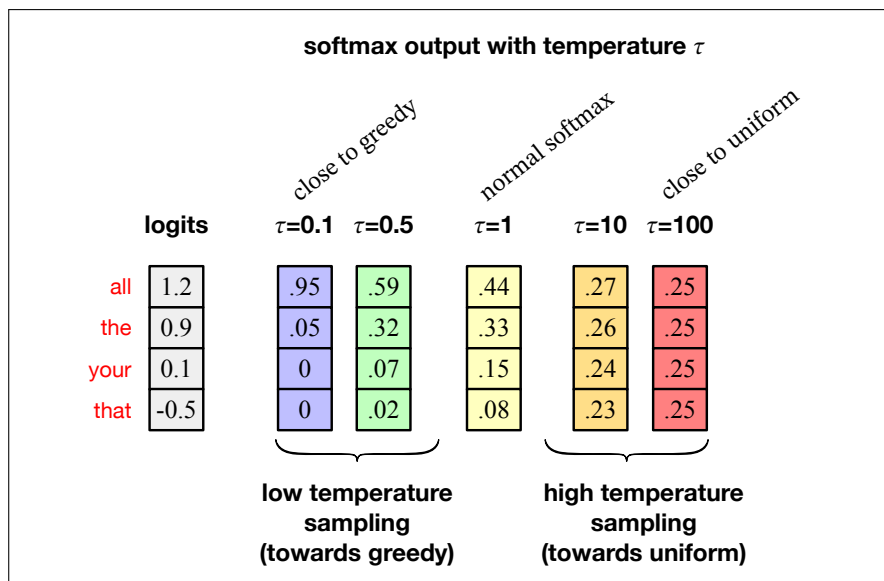 softmax output with temperature τ
close to greedy
normal softmax
close to uniform
logits τ=0.1 τ=0.5 τ=1 τ=10 τ=100
all 1.2 .95 .59 .44 .27 .25
the 0.9 .05 .32 .33 .26 .25
your 0.1 0 .07 .15 .24 .25
that -0.5 0 .02 .08 .23 .25
low temperature
sampling
(towards greedy)
high temperature
sampling
(towards uniform)